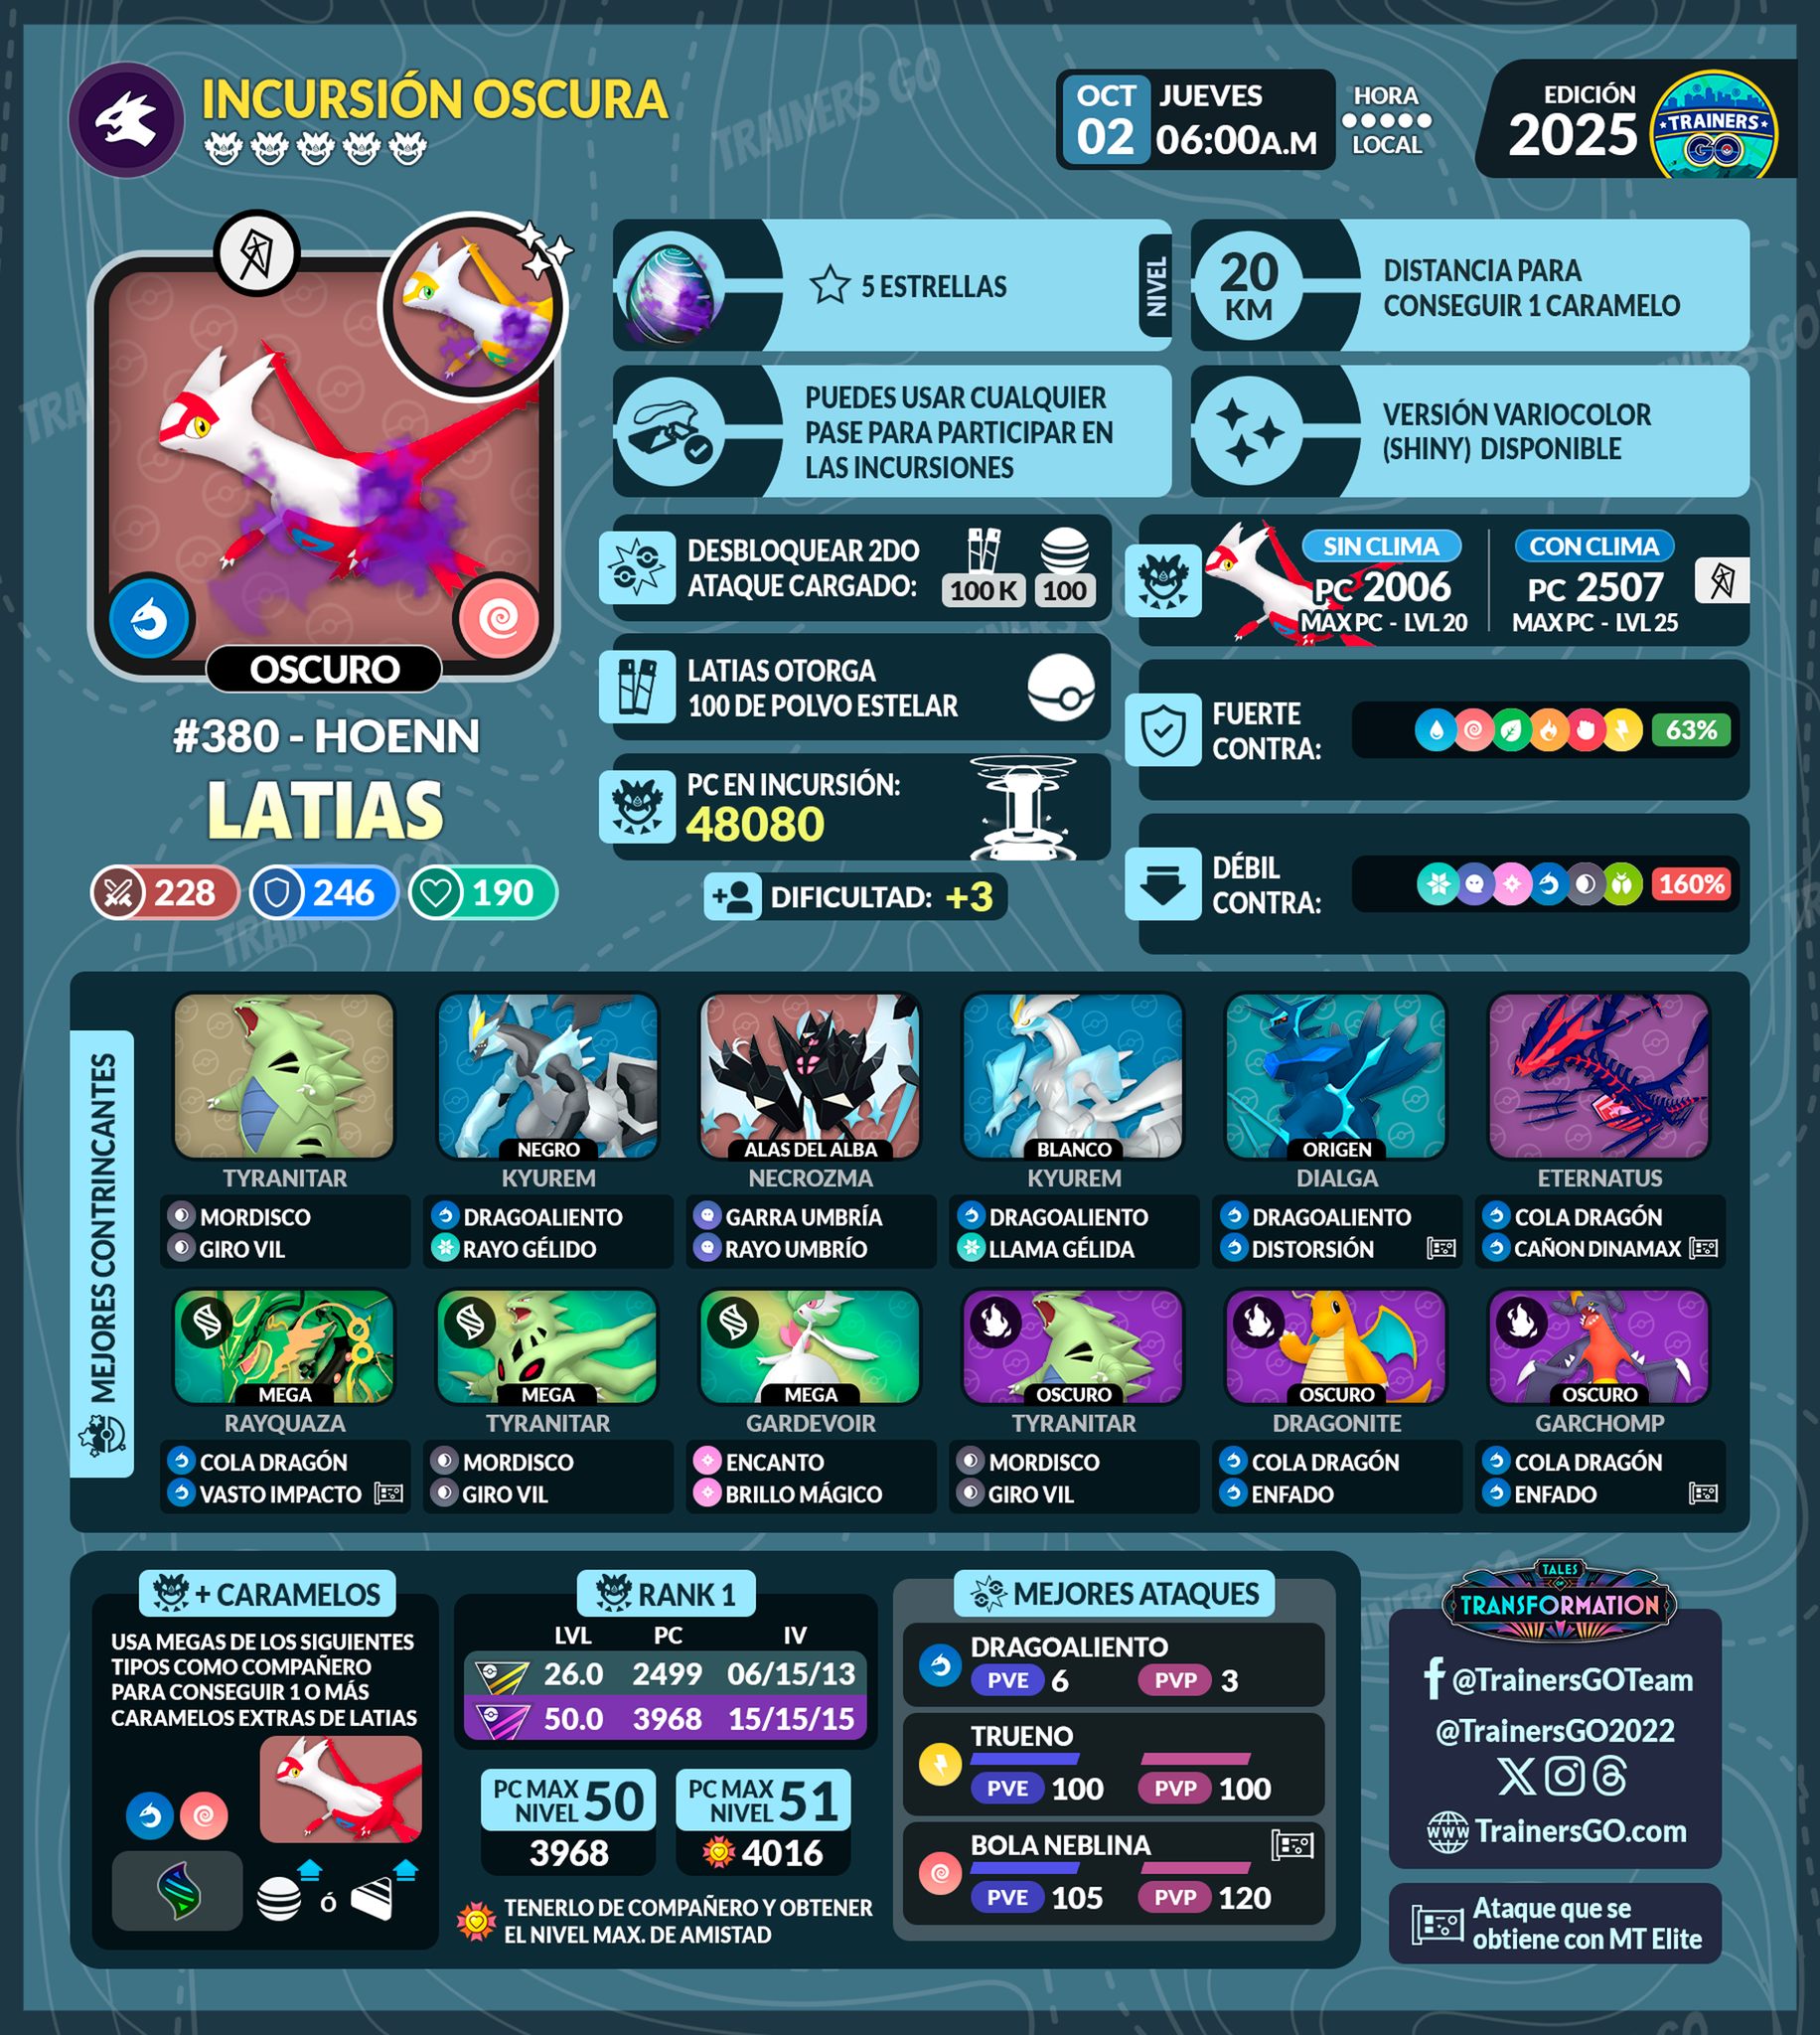 INCURSIÓN OSCURA
OCT
02
JUEVES
06:00A.M
HORA
LOCAL
EDICIÓN
2025
TRAINERS
GO
OSCURO
#380 - HOENN
LATIAS
228
246
190
5 ESTRELLAS
NIVEL
20
KM
DISTANCIA PARA
CONSEGUIR 1 CARAMELO
PUEDES USAR CUALQUIER
PASE PARA PARTICIPAR EN
LAS INCURSIONES
VERSIÓN VARIOCOLOR
(SHINY) DISPONIBLE
DESBLOQUEAR 2DO
ATAQUE CARGADO:
100 K
100
SIN CLIMA
PC 2006
MAX PC - LVL 20
CON CLIMA
PC 2507
MAX PC - LVL 25
LATIAS OTORGA
100 DE POLVO ESTELAR
FUERTE
CONTRA:
63%
PC EN INCURSIÓN:
48080
DIFICULTAD: +3
DÉBIL
CONTRA:
160%
MEJORES CONTRINCANTES
TYRANITAR
MORDISCO
GIRO VIL
NEGRO
KYUREM
DRAGOALIENTO
RAYO GÉLIDO
ALAS DEL ALBA
NECROZMA
GARRA UMBRÍA
RAYO UMBRÍO
BLANCO
KYUREM
DRAGOALIENTO
LLAMA GÉLIDA
ORIGEN
DIALGA
DRAGOALIENTO
DISTORSIÓN
ETERNATUS
COLA DRAGÓN
CAÑON DINAMAX
MEGA
RAYQUAZA
COLA DRAGÓN
VASTO IMPACTO
MEGA
TYRANITAR
MORDISCO
GIRO VIL
MEGA
GARDEVOIR
ENCANTO
BRILLO MÁGICO
OSCURO
TYRANITAR
MORDISCO
GIRO VIL
OSCURO
DRAGONITE
COLA DRAGÓN
ENFADO
OSCURO
GARCHOMP
COLA DRAGÓN
ENFADO
+ CARAMELOS
USA MEGAS DE LOS SIGUIENTES
TIPOS COMO COMPAÑERO
PARA CONSEGUIR 1 O MÁS
CARAMELOS EXTRAS DE LATIAS
ó
RANK 1
LVL PC IV
26.0 2499 06/15/13
50.0 3968 15/15/15
PC MAX
NIVEL 50
3968
PC MAX
NIVEL 51
4016
TENERLO DE COMPAÑERO Y OBTENER
EL NIVEL MAX. DE AMISTAD
MEJORES ATAQUES
DRAGOALIENTO
PVE 6 PVP 3
TRUENO
PVE 100 PVP 100
BOLA NEBLINA
PVE 105 PVP 120
TALES
OF
TRANSFORMATION
@TrainersGOTeam
@TrainersGO2022
WWW
TrainersGO.com
Ataque que se
obtiene con MT Elite